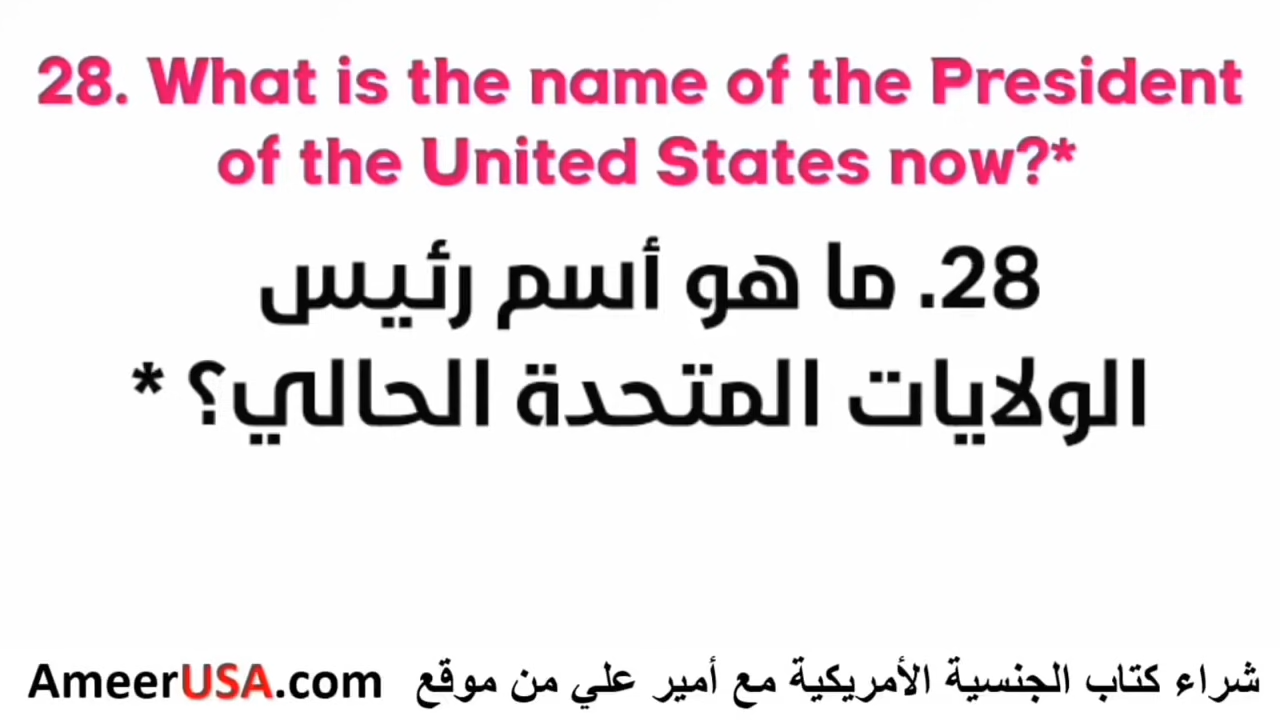 28. What is the name of the President
of the United States now?*
28. ما هو أسم رئيس
الولايات المتحدة الحالي؟ *
شراء كتاب الجنسية الأمريكية مع أمير علي من موقع AmeerUSA.com